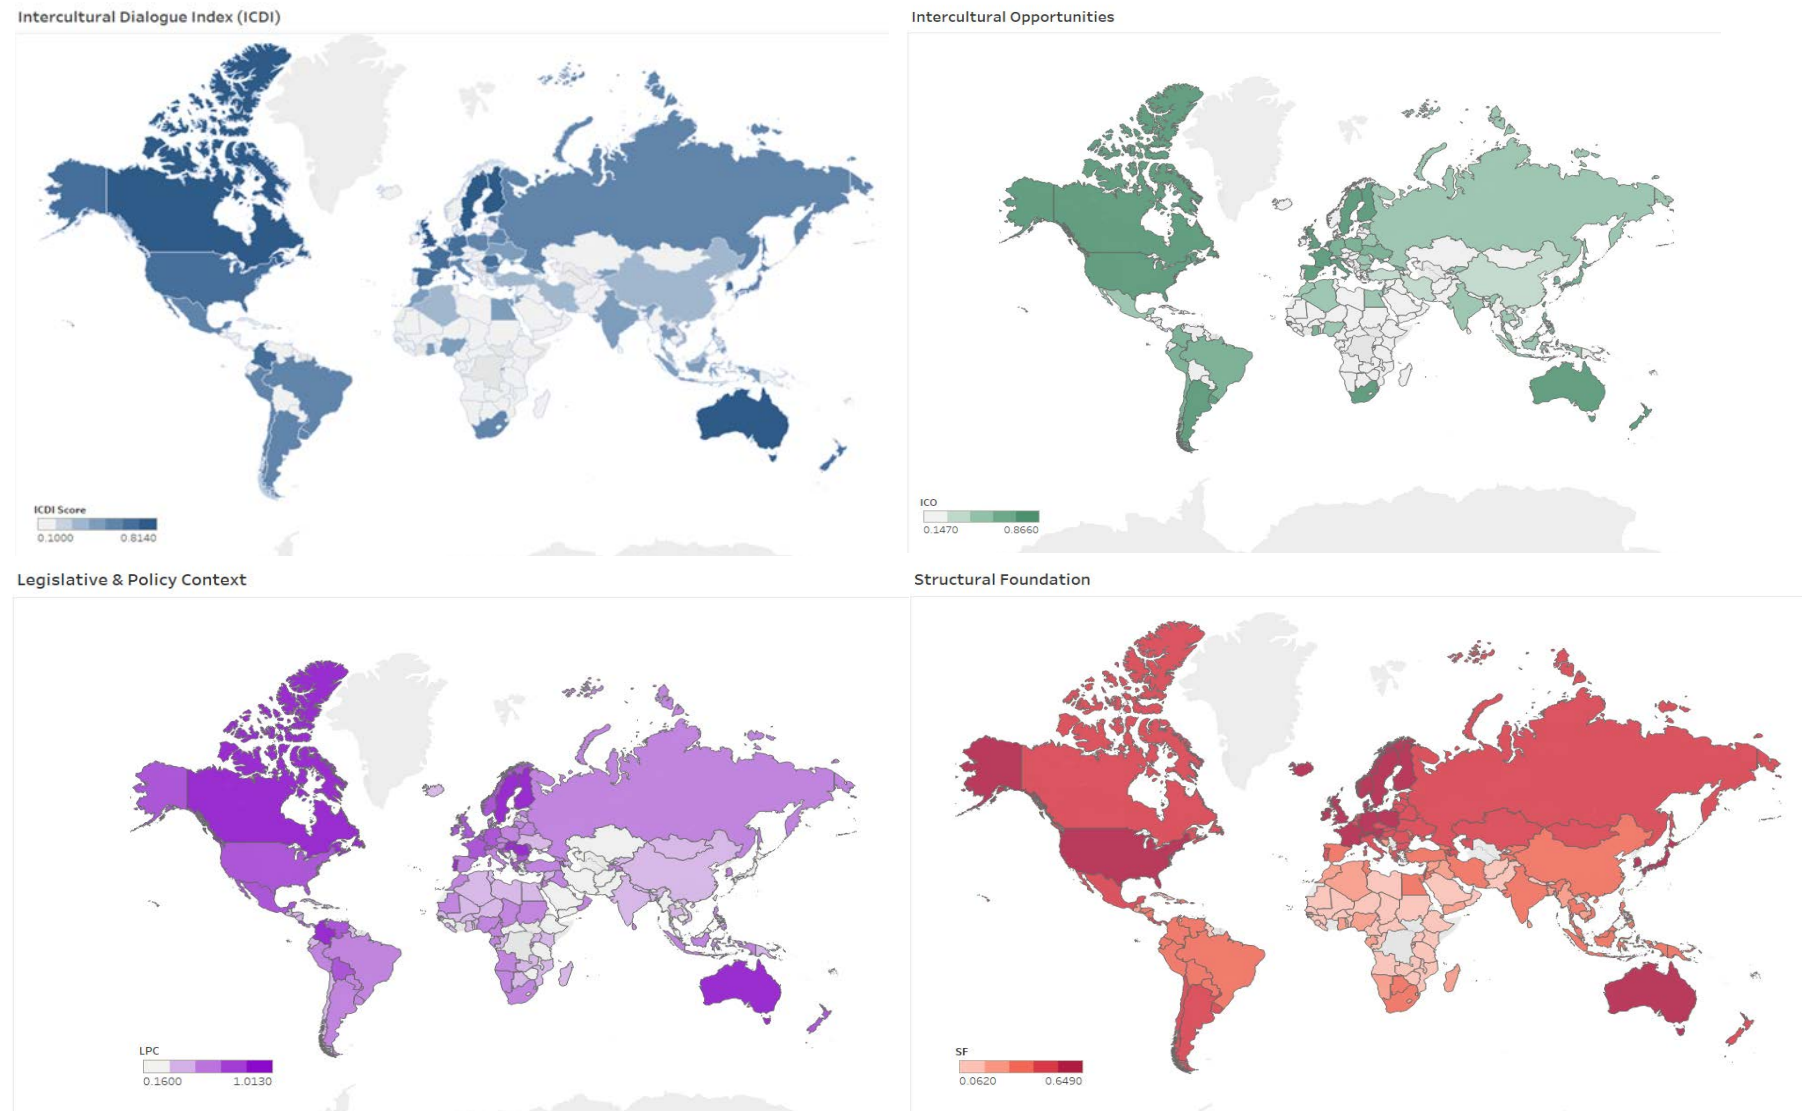 Intercultural Dialogue Index (ICDI)
Intercultural Opportunities
ICDI Score
0.1000 0.8140
ICO
0.1470 0.8660
Legislative & Policy Context
Structural Foundation
LPC
0.1600 1.0130
SF
0.0620 0.6490